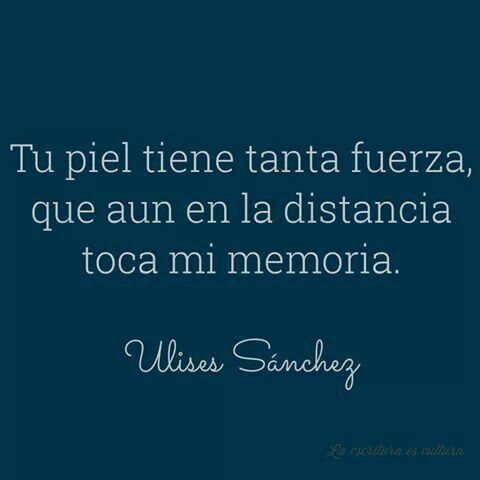 Tu piel tiene tanta fuerza,
que aun en la distancia
toca mi memoria.
Ulises Sánchez
La escritura es cultura